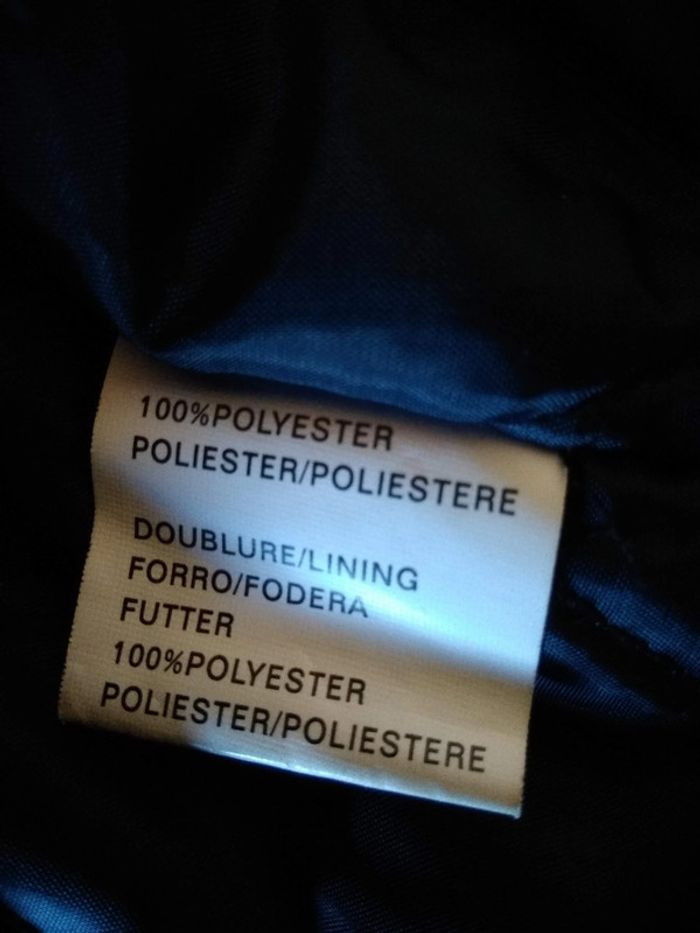 100%POLYESTER
POLIESTER/POLIESTERE
DOUBLURE/LINING
FORRO/FODERA
FUTTER
100%POLYESTER
POLIESTER/POLIESTERE